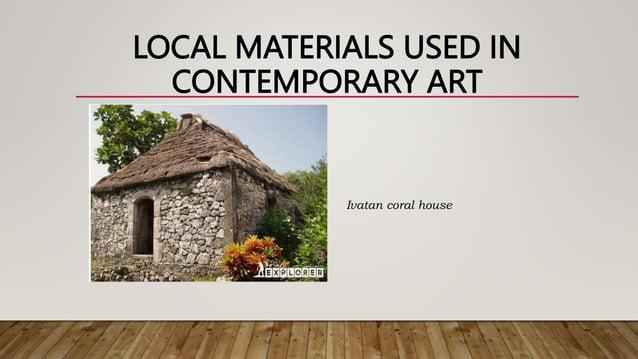 LOCAL MATERIALS USED IN
CONTEMPORARY ART
Ivatan coral house
EXPLORER